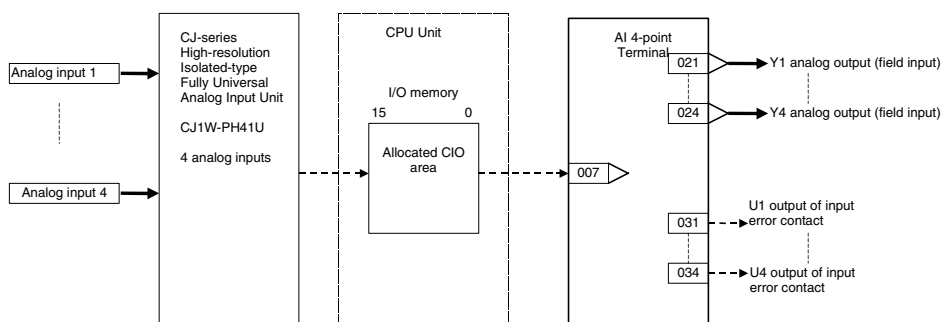 Analog input 1
Analog input 4
CJ-series
High-resolution
Isolated-type
Fully Universal
Analog Input Unit
CJ1W-PH41U
4 analog inputs
CPU Unit
I/O memory
15 0
Allocated CIO
area
AI 4-point
Terminal
007
021
024
031
034
Y1 analog output (field input)
Y4 analog output (field input)
U1 output of input
error contact
U4 output of input
error contact